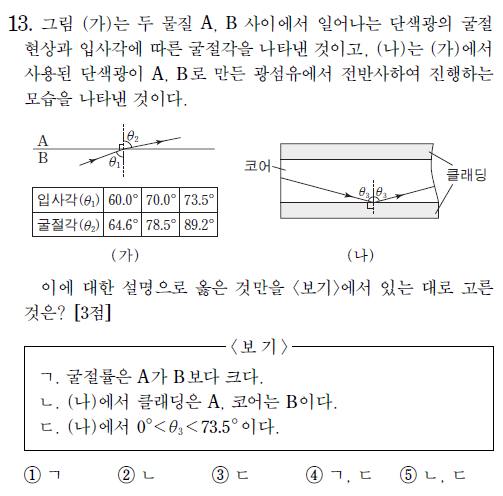 13. 그림 (가)는 두 물질 A, B 사이에서 일어나는 단색광의 굴절
현상과 입사각에 따른 굴절각을 나타낸 것이고, (나)는 (가)에서
사용된 단색광이 A, B로 만든 광섬유에서 전반사하여 진행하는
모습을 나타낸 것이다.
A
B
θ₂
θ₁
입사각(θ₁) 60.0° 70.0° 73.5°
굴절각(θ₂) 64.6° 78.5° 89.2°
(가)
코어
클래딩
θ₃ θ₃
(나)
이에 대한 설명으로 옳은 것만을 〈보기〉에서 있는 대로 고른
것은? [3점]
〈보기〉
ㄱ. 굴절률은 A가 B보다 크다.
ㄴ. (나)에서 클래딩은 A, 코어는 B이다.
ㄷ. (나)에서 0°<θ₃<73.5°이다.
① ㄱ ② ㄴ ③ ㄷ ④ ㄱ, ㄷ ⑤ ㄴ, ㄷ